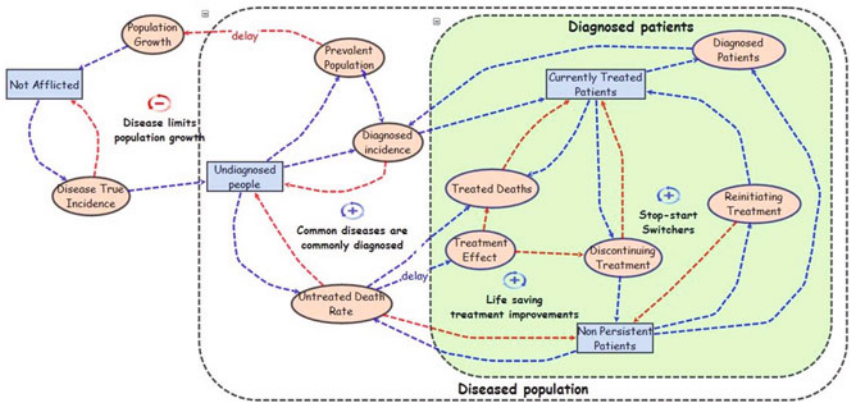 Diagnosed patients
Population
Growth
delay
Prevalent
Population
Diagnosed
Patients
Not Afflicted
Currently Treated
Patients
Disease limits
population growth
Diagnosed
incidence
Undiagnosed
people
Disease True
Incidence
Treated Deaths
Reinitiating
Treatment
Stop-start
Switchers
Common diseases are
commonly diagnosed
Treatment
Effect
Discontinuing
Treatment
delay
Untreated Death
Rate
Life saving
treatment improvements
Non Persistent
Patients
Diseased population